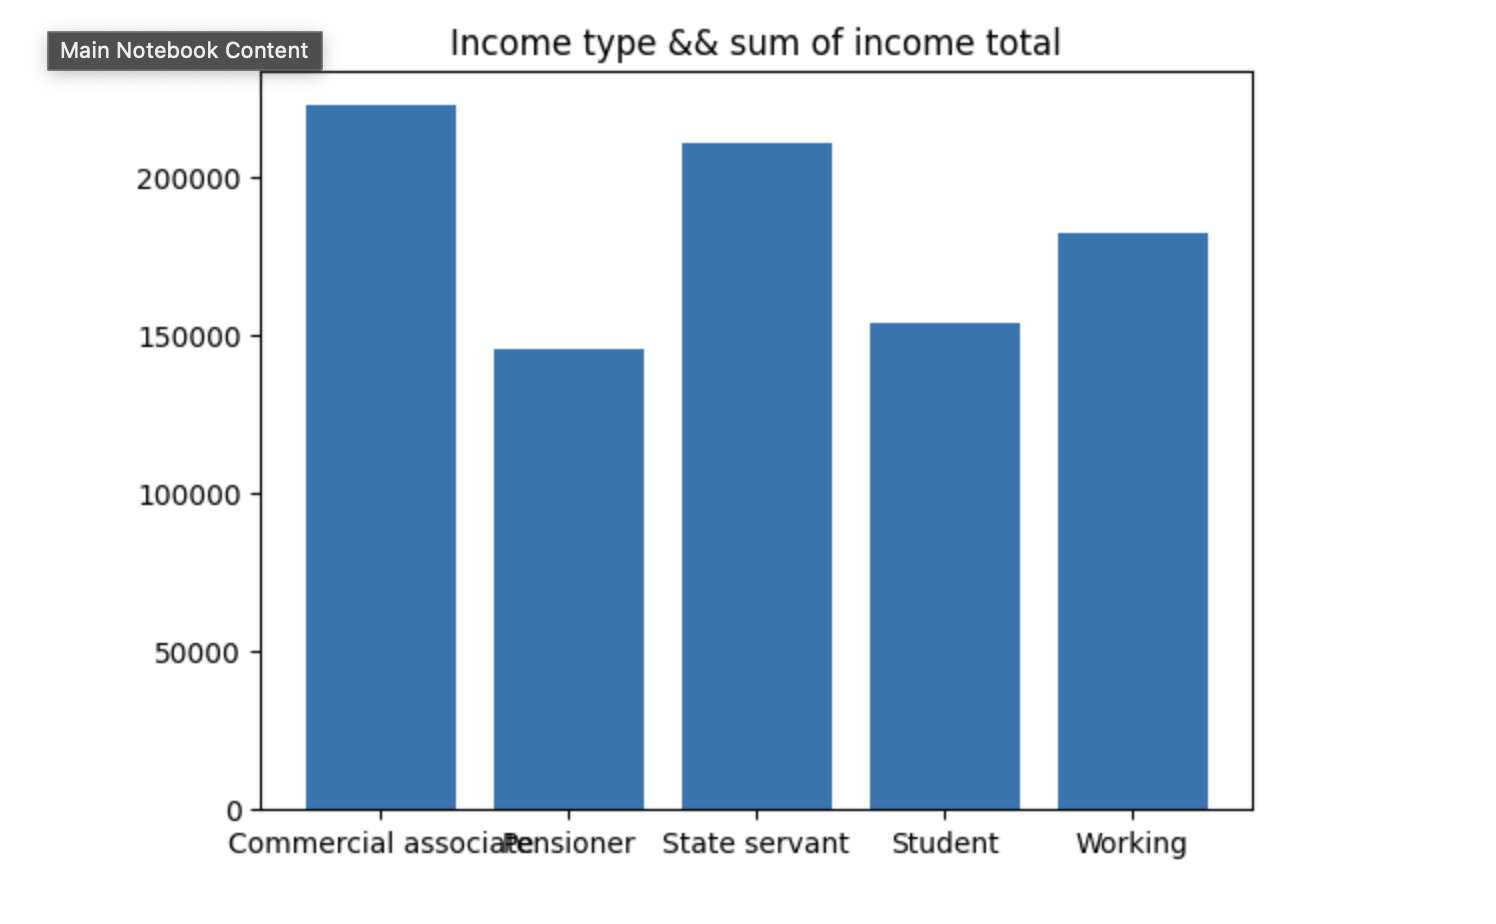 Main Notebook Content
Income type && sum of income total
200000
150000
100000
50000
0
Commercial associate Pensioner State servant Student Working